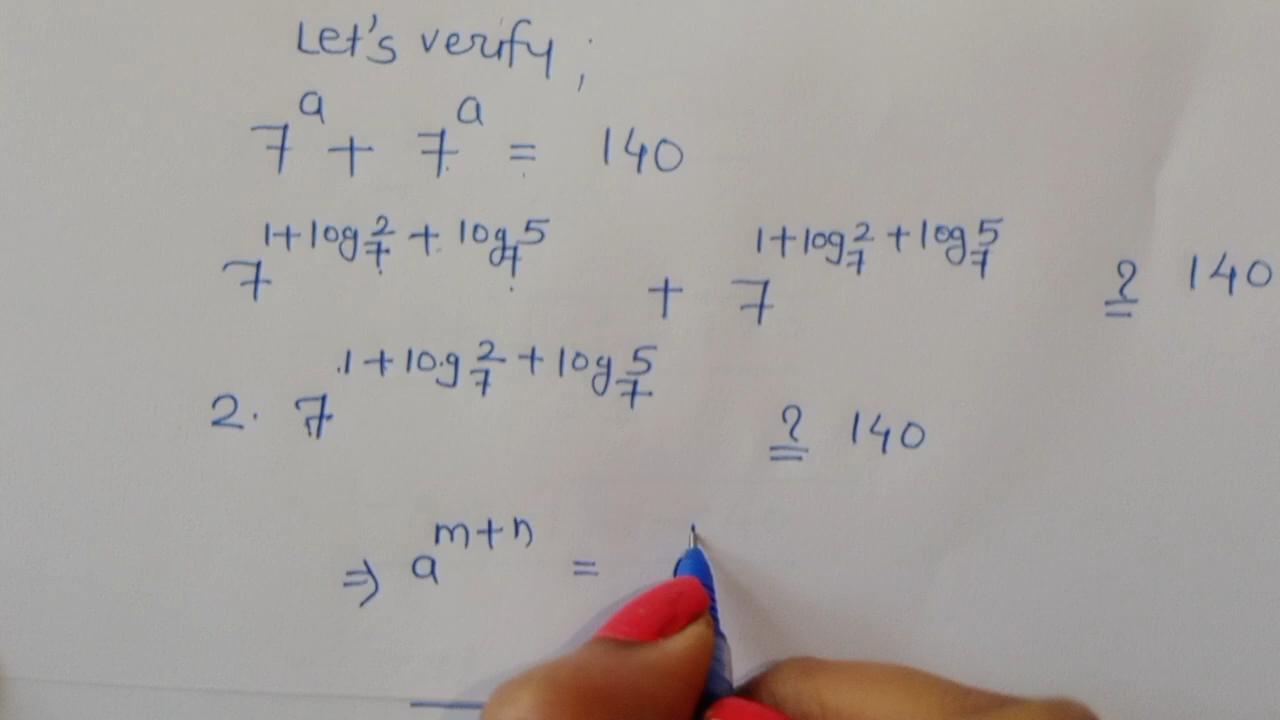 Let's verify;
7^a + 7^a = 140
7^(1+log_7 2 + log_7 5) + 7^(1+log_7 2 + log_7 5) ≟ 140
2. 7^(1+log_7 2 + log_7 5) ≟ 140
⇒ a^(m+n) =